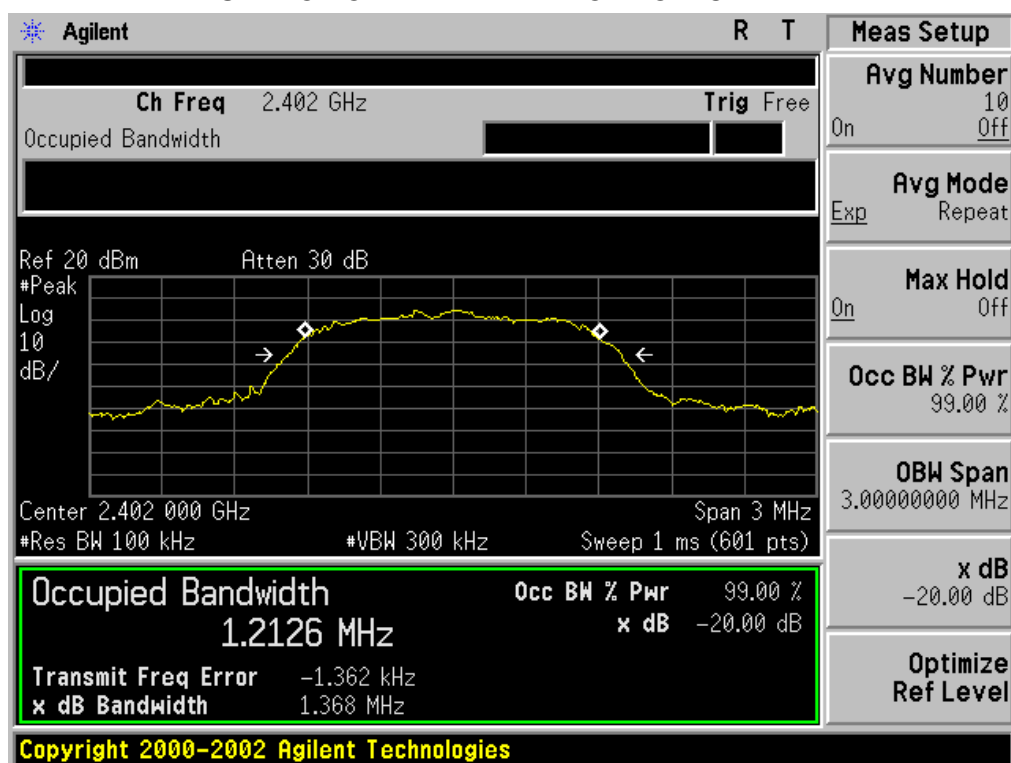 Agilent R T
Ch Freq 2.402 GHz Trig Free
Occupied Bandwidth
Ref 20 dBm Atten 30 dB
#Peak
Log
10
dB/
Center 2.402 000 GHz Span 3 MHz
#Res BW 100 kHz #VBW 300 kHz Sweep 1 ms (601 pts)
Occupied Bandwidth Occ BW % Pwr 99.00 %
1.2126 MHz x dB -20.00 dB
Transmit Freq Error -1.362 kHz
x dB Bandwidth 1.368 MHz
Copyright 2000-2002 Agilent Technologies
Meas Setup
Avg Number
10
On Off
Avg Mode
Exp Repeat
Max Hold
On Off
Occ BW % Pwr
99.00 %
OBW Span
3.00000000 MHz
x dB
-20.00 dB
Optimize
Ref Level